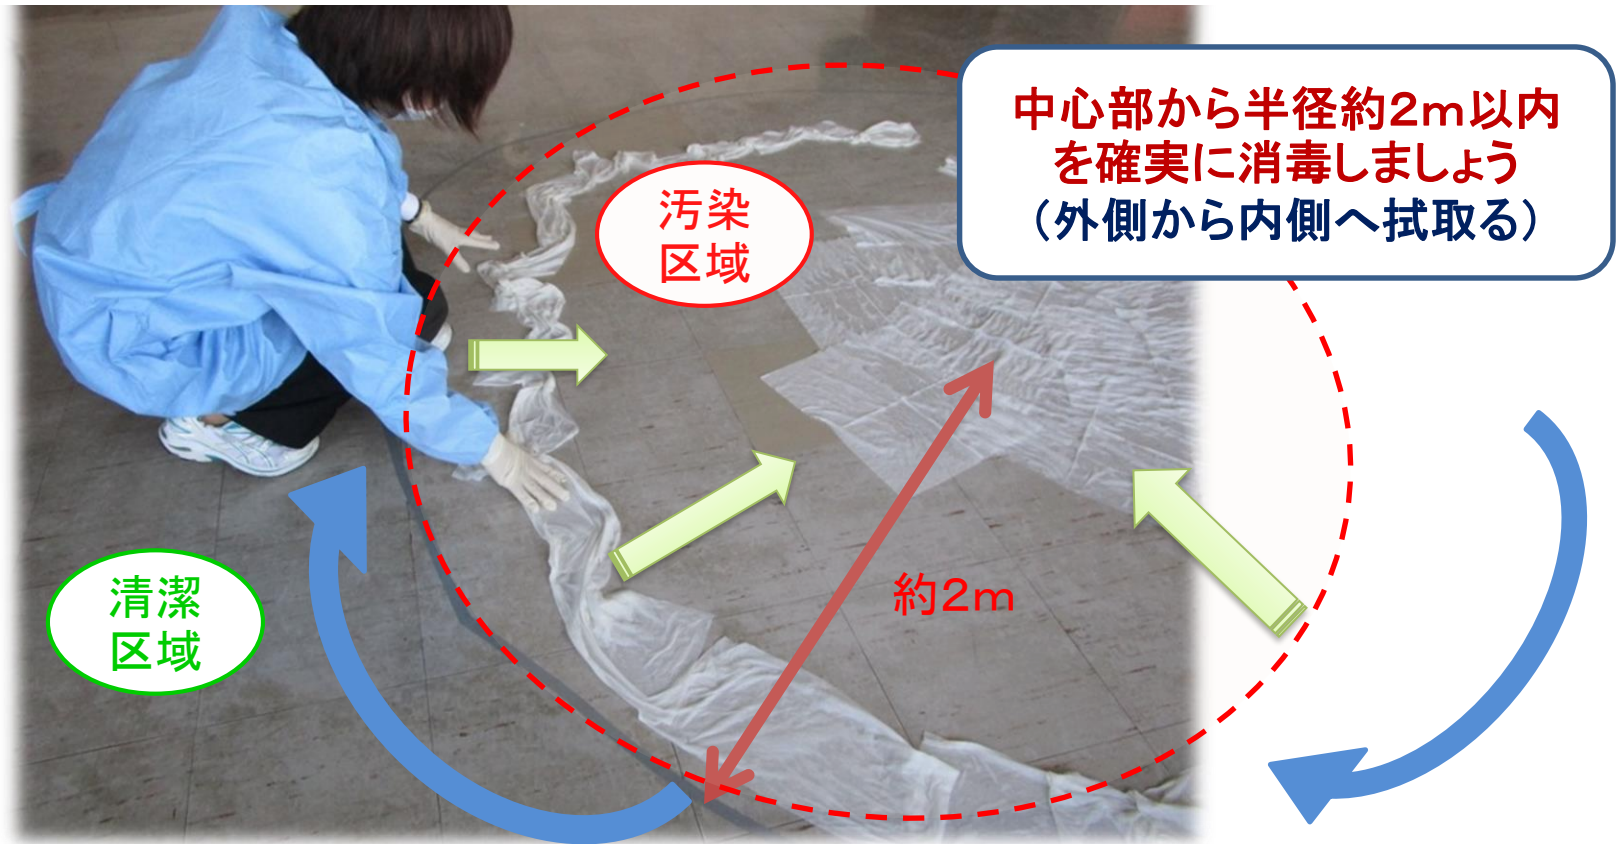 中心部から半径約２ｍ以内
を確実に消毒しましょう
（外側から内側へ拭取る）
汚染
区域
約２ｍ
清潔
区域